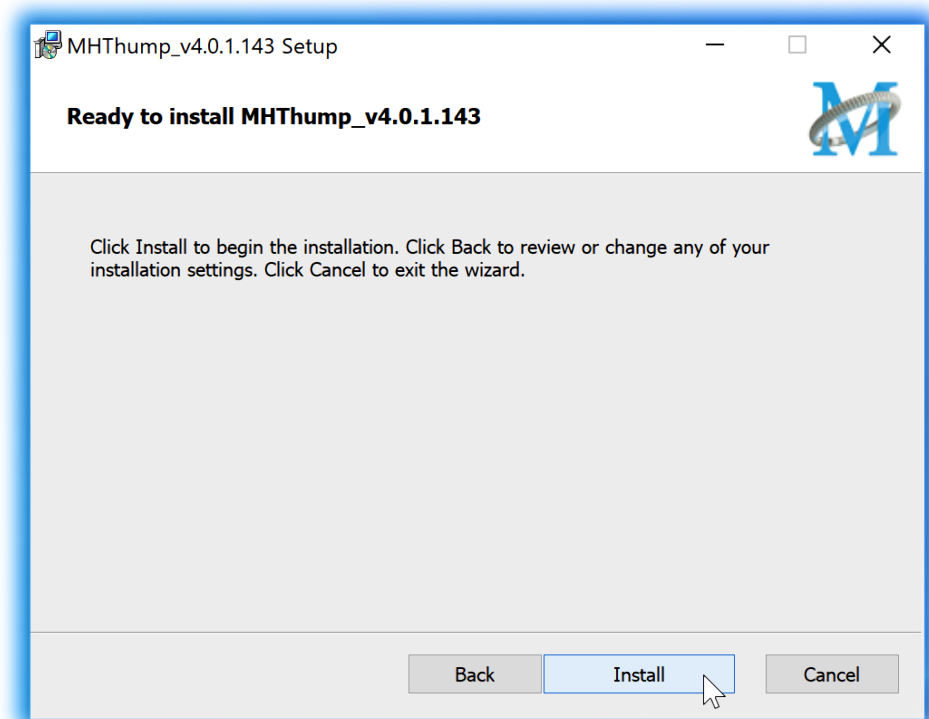 MHThump_v4.0.1.143 Setup
Ready to install MHThump_v4.0.1.143
M
Click Install to begin the installation. Click Back to review or change any of your
installation settings. Click Cancel to exit the wizard.
Back
Install
Cancel